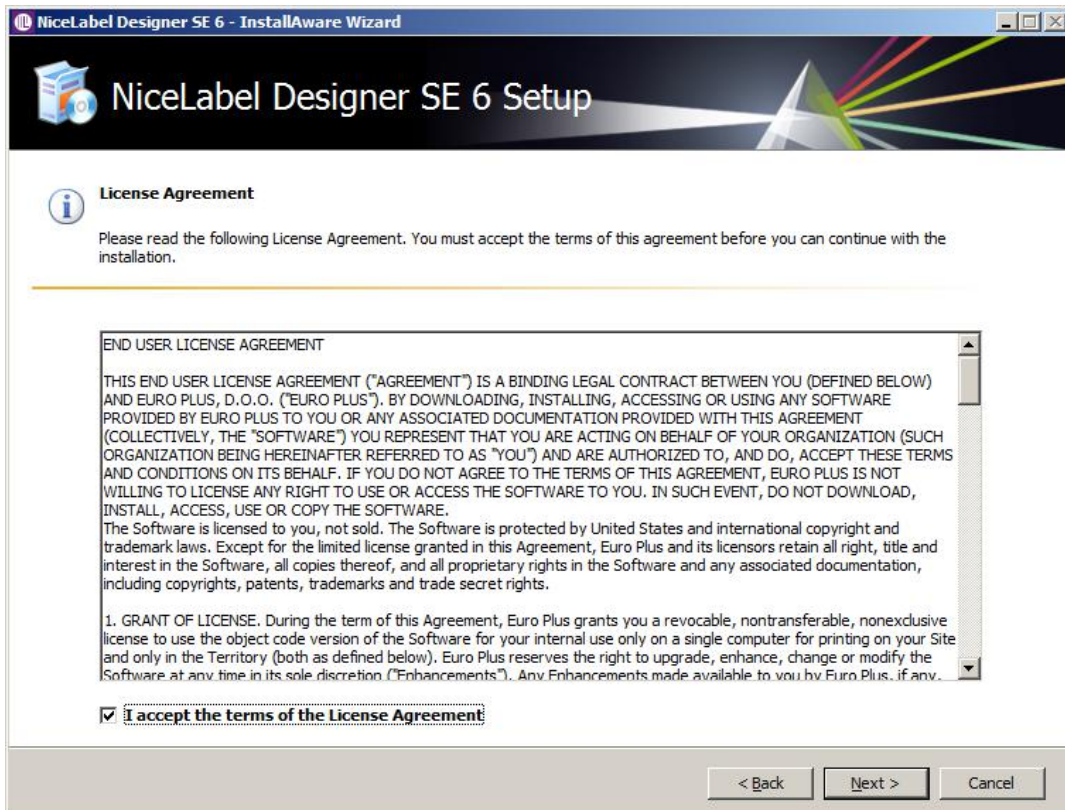 NiceLabel Designer SE 6 - InstallAware Wizard
NiceLabel Designer SE 6 Setup
License Agreement
Please read the following License Agreement. You must accept the terms of this agreement before you can continue with the
installation.
END USER LICENSE AGREEMENT
THIS END USER LICENSE AGREEMENT ("AGREEMENT") IS A BINDING LEGAL CONTRACT BETWEEN YOU (DEFINED BELOW)
AND EURO PLUS, D.O.O. ("EURO PLUS"). BY DOWNLOADING, INSTALLING, ACCESSING OR USING ANY SOFTWARE
PROVIDED BY EURO PLUS TO YOU OR ANY ASSOCIATED DOCUMENTATION PROVIDED WITH THIS AGREEMENT
(COLLECTIVELY, THE "SOFTWARE") YOU REPRESENT THAT YOU ARE ACTING ON BEHALF OF YOUR ORGANIZATION (SUCH
ORGANIZATION BEING HEREINAFTER REFERRED TO AS "YOU") AND ARE AUTHORIZED TO, AND DO, ACCEPT THESE TERMS
AND CONDITIONS ON ITS BEHALF. IF YOU DO NOT AGREE TO THE TERMS OF THIS AGREEMENT, EURO PLUS IS NOT
WILLING TO LICENSE ANY RIGHT TO USE OR ACCESS THE SOFTWARE TO YOU. IN SUCH EVENT, DO NOT DOWNLOAD,
INSTALL, ACCESS, USE OR COPY THE SOFTWARE.
The Software is licensed to you, not sold. The Software is protected by United States and international copyright and
trademark laws. Except for the limited license granted in this Agreement, Euro Plus and its licensors retain all right, title and
interest in the Software, all copies thereof, and all proprietary rights in the Software and any associated documentation,
including copyrights, patents, trademarks and trade secret rights.
1. GRANT OF LICENSE. During the term of this Agreement, Euro Plus grants you a revocable, nontransferable, nonexclusive
license to use the object code version of the Software for your internal use only on a single computer for printing on your Site
and only in the Territory (both as defined below). Euro Plus reserves the right to upgrade, enhance, change or modify the
Software at any time in its sole discretion ("Enhancements"). Any Enhancements made available to you by Euro Plus, if any,
I accept the terms of the License Agreement
< Back
Next >
Cancel